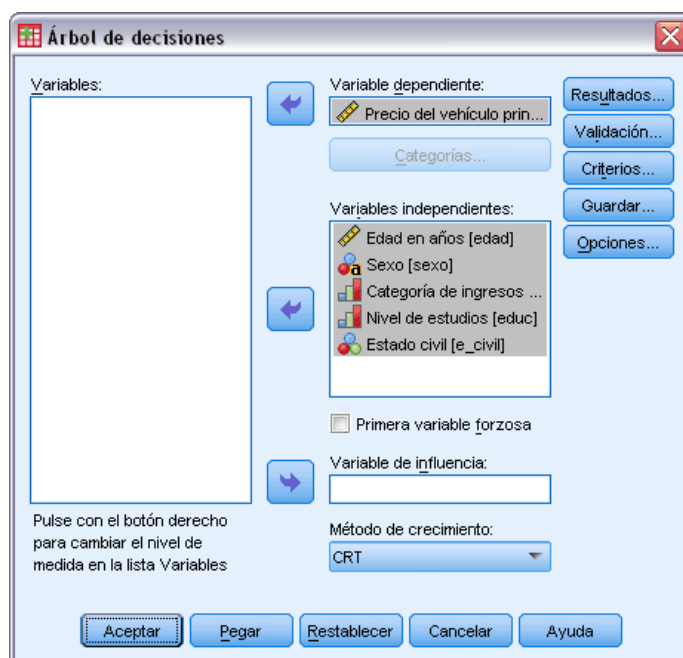 Árbol de decisiones
Variables:
Pulse con el botón derecho
para cambiar el nivel de
medida en la lista Variables
Variable dependiente:
Precio del vehículo prin...
Categorías...
Variables independientes:
Edad en años [edad]
a Sexo [sexo]
Categoría de ingresos ...
Nivel de estudios [educ]
Estado civil [e_civil]
Primera variable forzosa
Variable de influencia:
Método de crecimiento:
CRT
Resultados...
Validación...
Criterios...
Guardar...
Opciones...
Aceptar
Pegar
Restablecer
Cancelar
Ayuda